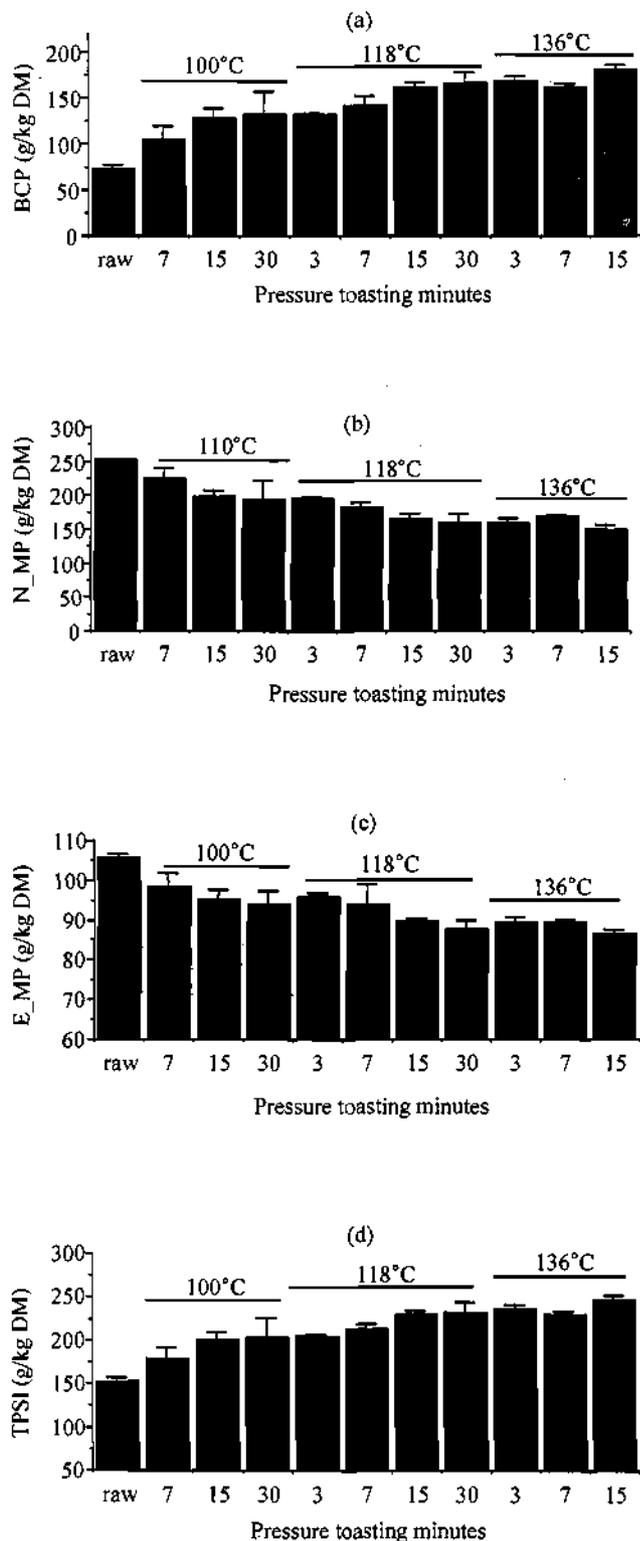 (a)
100°C 118°C 136°C
BCP (g/kg DM)
200
150
100
50
0
raw 7 15 30 3 7 15 30 3 7 15
Pressure toasting minutes
(b)
110°C 118°C 136°C
N_MP (g/kg DM)
300
250
200
150
100
50
0
raw 7 15 30 3 7 15 30 3 7 15
Pressure toasting minutes
(c)
100°C 118°C 136°C
E_MP (g/kg DM)
110
100
90
80
70
60
raw 7 15 30 3 7 15 30 3 7 15
Pressure toasting minutes
(d)
100°C 118°C 136°C
TPSI (g/kg DM)
300
250
200
150
100
50
raw 7 15 30 3 7 15 30 3 7 15
Pressure toasting minutes